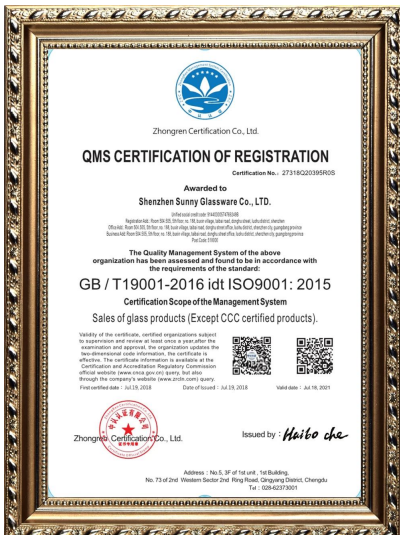 Zhongren Certification Co., Ltd.
QMS CERTIFICATION OF REGISTRATION
Certification No.: 27318Q20395R0S
Awarded to
Shenzhen Sunny Glassware Co., LTD.
The Quality Management System of the above
organization has been assessed and found to be in accordance with
the requirements of the standard:
GB / T19001-2016 idt ISO9001: 2015
Certification Scope of the Management System
Sales of glass products (Except CCC certified products).
Validity of the certificate, certified organizations subject
to supervision and review at least once a year, after the
examination and approval, the organization updates the
two-dimensional code information, the certificate is
effective. The certificate information is available at the
Certification and Accreditation Regulatory Commission
official website (www.cnca.gov.cn) query, but also
through the company's website (www.zrcln.com) query.
First certified date : Jul.19, 2018 Date of Issued : Jul.19, 2018 Valid date : Jul 18, 2021
Zhongren Certification Co., Ltd.
Issued by : Haibo che
Address : No.5, 3F of 1st unit , 1st Building,
No. 73 of 2nd Western Sector 2nd Ring Road, Qingyang District, Chengdu
Tel : 028-62373001